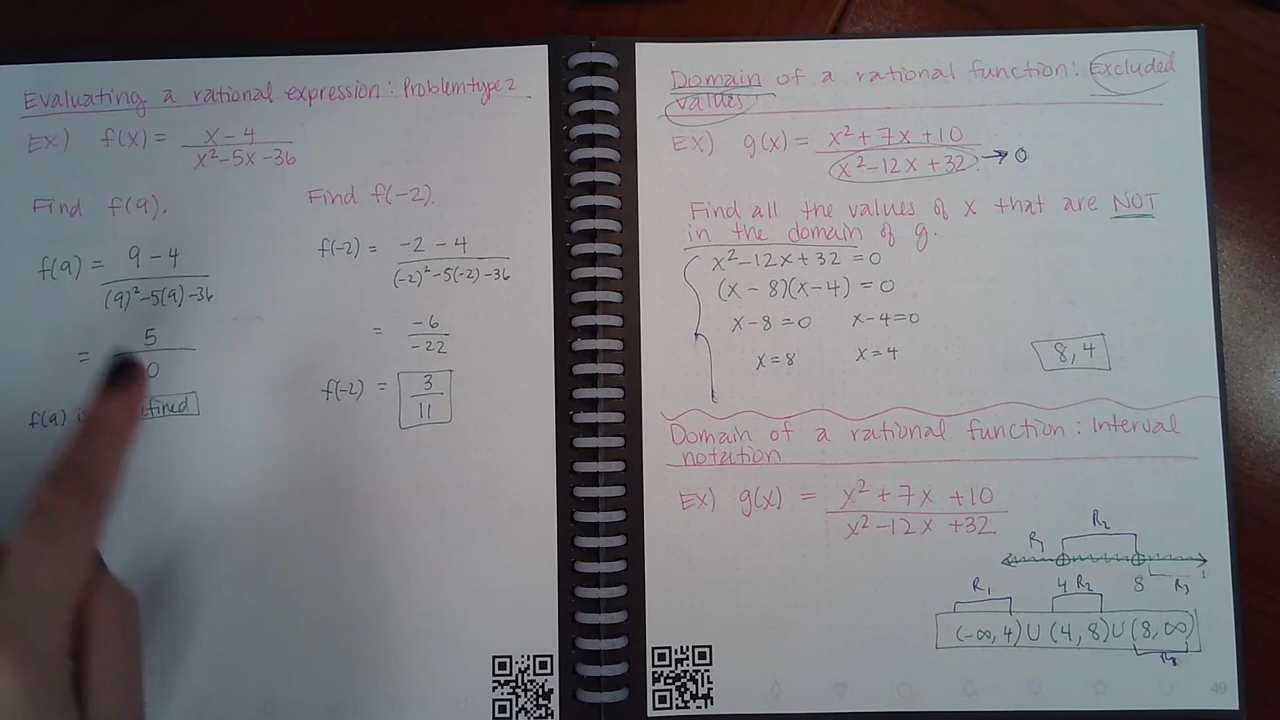 Evaluating a rational expression: Problem type 2
EX) f(x) = x-4 / x²-5x-36
Find f(9).
f(9) = 9-4 / (9)²-5(9)-36
= 5 / 0
f(9)
Find f(-2).
f(-2) = -2-4 / (-2)²-5(-2)-36
= -6 / -22
f(-2) = 3 / 11
Domain of a rational function: Excluded
values
EX) g(x) = x²+7x+10 / x²-12x+32 → 0
Find all the values of x that are NOT
in the domain of g.
x²-12x+32=0
(x-8)(x-4)=0
x-8=0 x-4=0
x=8 x=4
8,4
Domain of a rational function: Interval
notation
EX) g(x) = x²+7x+10 / x²-12x+32
R₁ R₂
4 8 R₃
R₁ R₂
(-∞,4)∪(4,8)∪(8,∞)
R₃
49